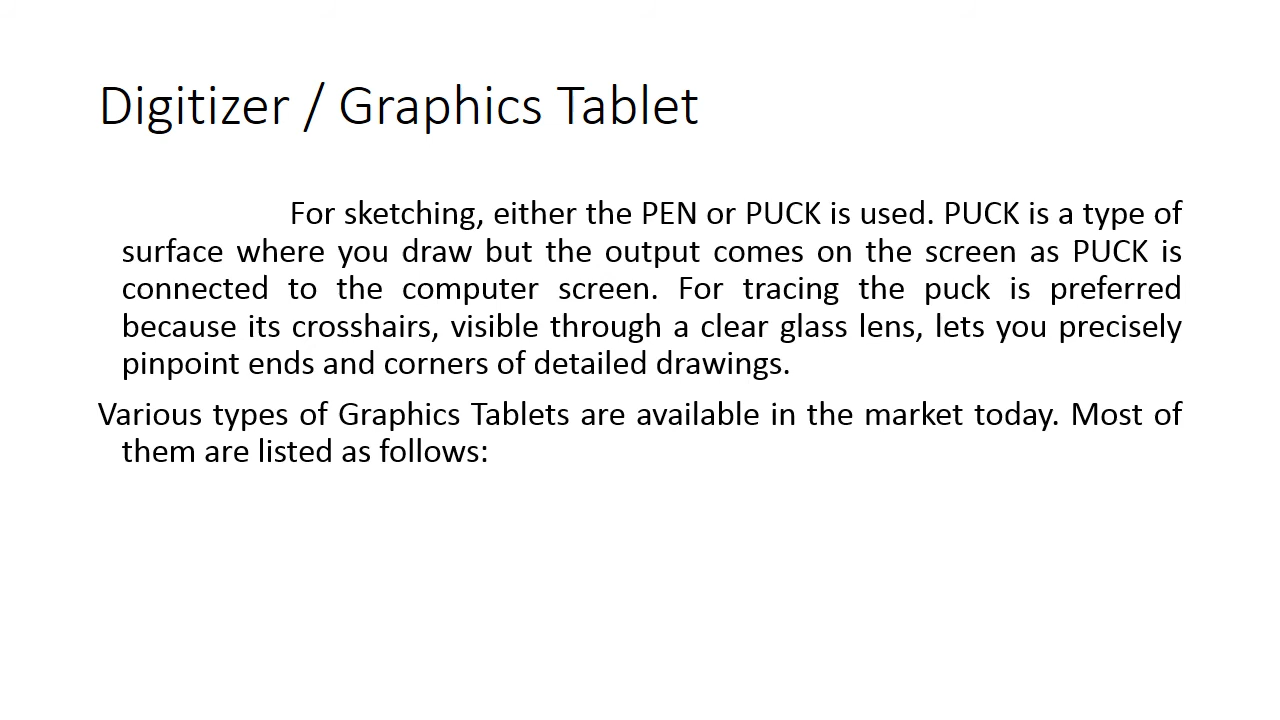 Digitizer / Graphics Tablet
For sketching, either the PEN or PUCK is used. PUCK is a type of
surface where you draw but the output comes on the screen as PUCK is
connected to the computer screen. For tracing the puck is preferred
because its crosshairs, visible through a clear glass lens, lets you precisely
pinpoint ends and corners of detailed drawings.
Various types of Graphics Tablets are available in the market today. Most of
them are listed as follows: